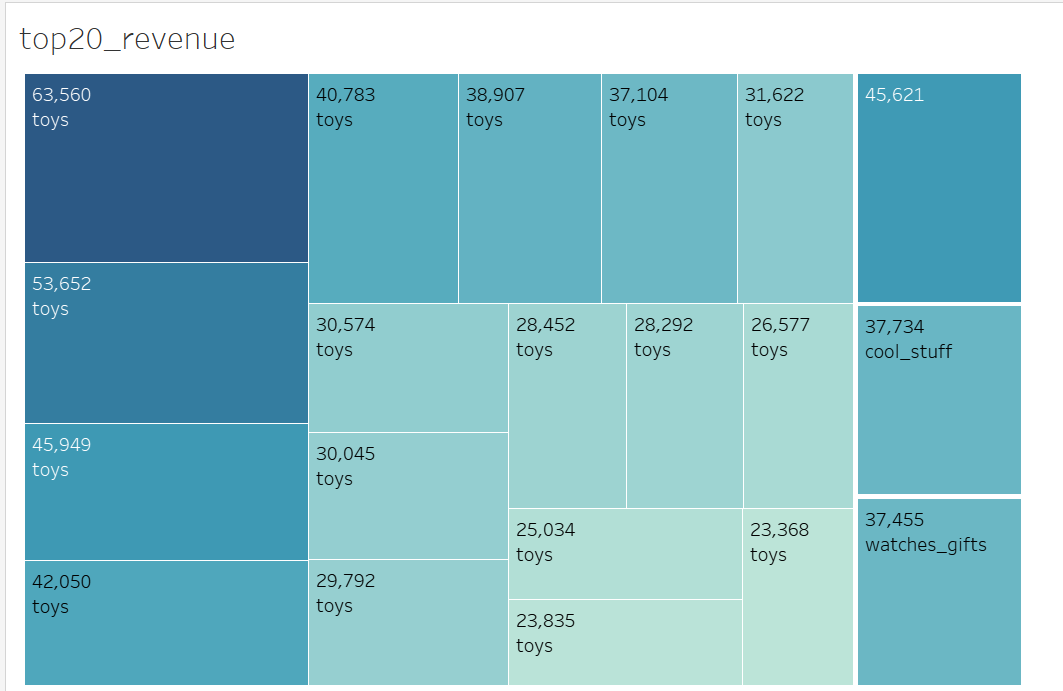 top20_revenue
63,560
toys
53,652
toys
45,949
toys
42,050
toys
40,783
toys
38,907
toys
37,104
toys
31,622
toys
30,574
toys
30,045
toys
29,792
toys
28,452
toys
28,292
toys
26,577
toys
25,034
toys
23,835
toys
23,368
toys
45,621
37,734
cool_stuff
37,455
watches_gifts